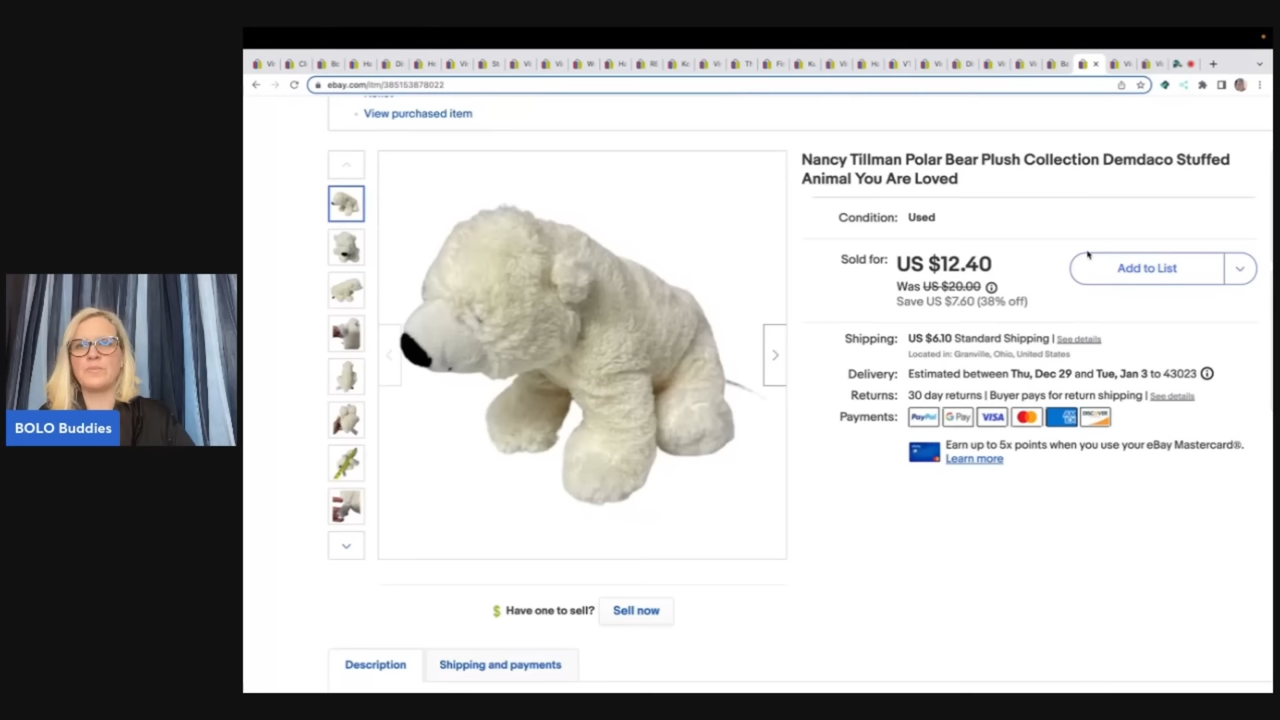 ebay.com/itm/385153878022
View purchased item
Nancy Tillman Polar Bear Plush Collection Demdaco Stuffed
Animal You Are Loved
Condition: Used
Sold for: US $12.40
Add to List
Was US $20.00
Save US $7.60 (38% off)
Shipping: US $6.10 Standard Shipping | See details
Located in: Granville, Ohio, United States
Delivery: Estimated between Thu, Dec 29 and Tue, Jan 3 to 43023
Returns: 30 day returns | Buyer pays for return shipping | See details
Payments: PayPal G Pay VISA DISCOVER
Earn up to 5x points when you use your eBay Mastercard®.
Learn more
BOLO Buddies
Have one to sell? Sell now
Description Shipping and payments